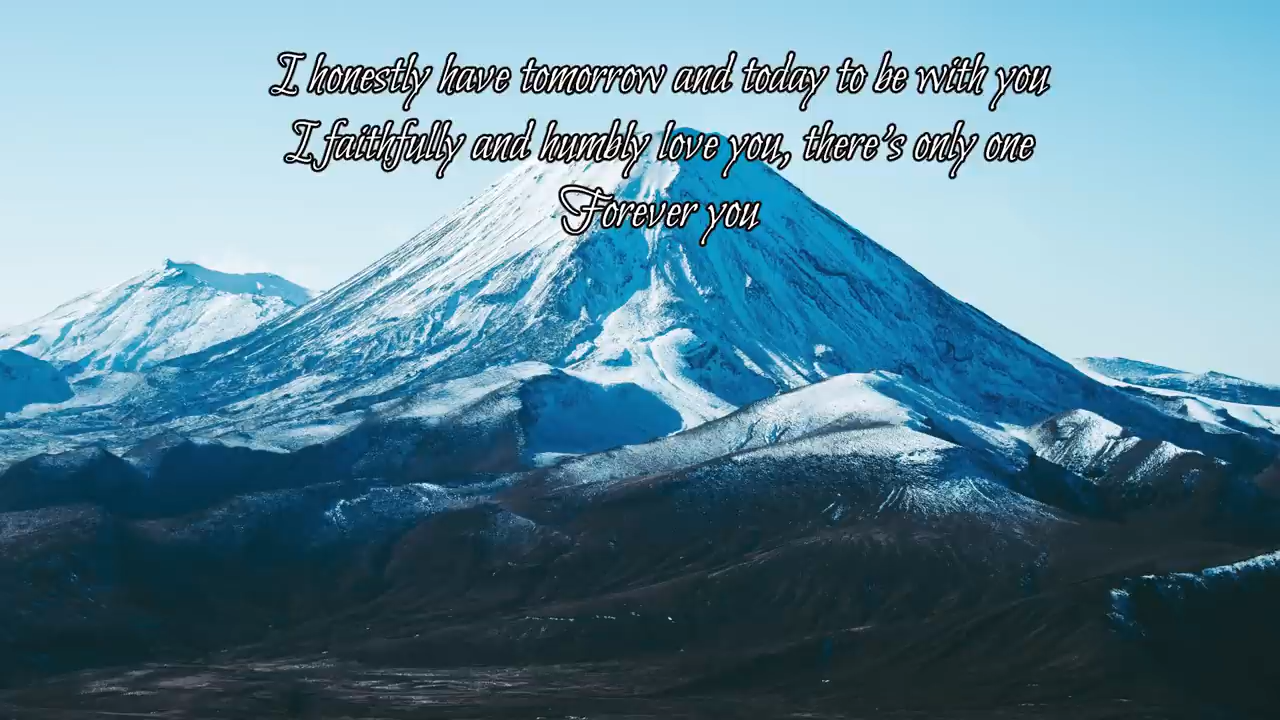 I honestly have tomorrow and today to be with you
I faithfully and humbly love you, there's only one
Forever you